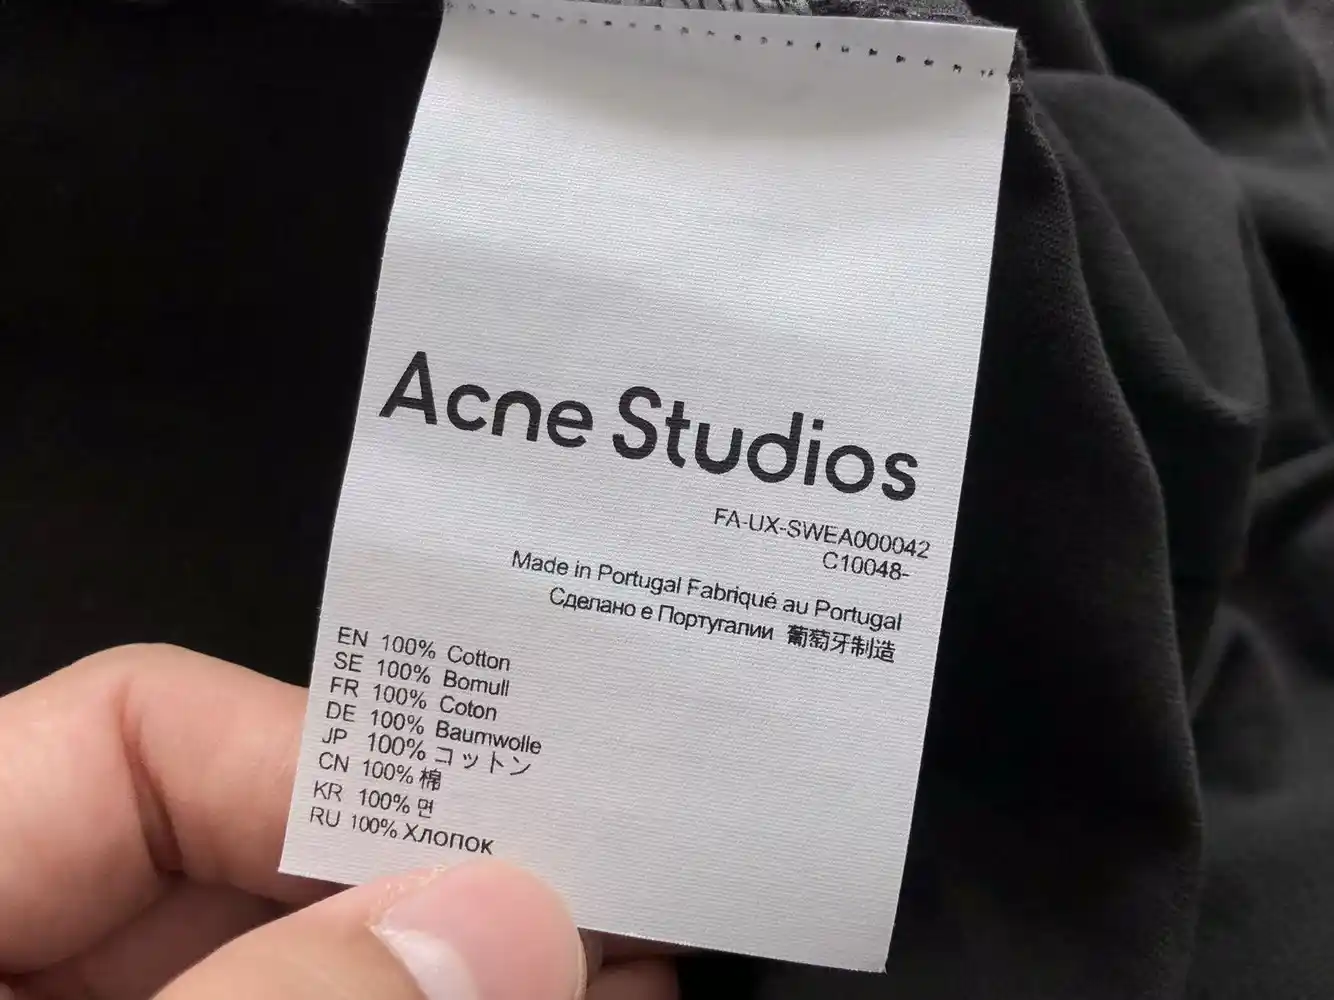 Acne Studios
FA-UX-SWEA000042
C10048-
Made in Portugal Fabriqué au Portugal
Сделано е Португалии 葡萄牙制造
EN 100% Cotton
SE 100% Bomull
FR 100% Coton
DE 100% Baumwolle
JP 100% コットン
CN 100% 棉
KR 100% 면
RU 100% Хлопок